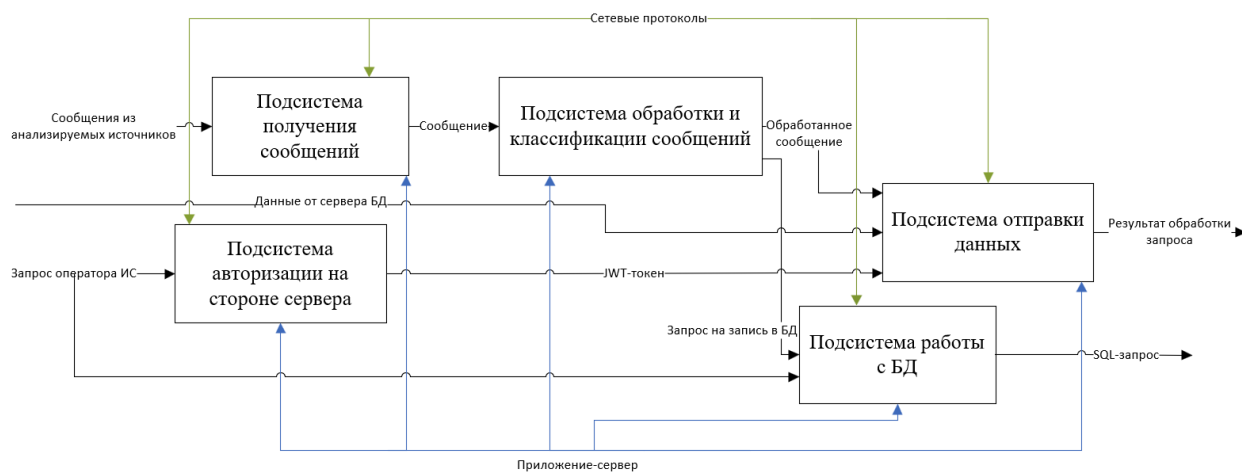 Сетевые протоколы
Сообщения из
анализируемых источников
Подсистема
получения
сообщений
Сообщение
Подсистема обработки и
классификации сообщений
Обработанное
сообщение
Данные от сервера БД
Подсистема отправки
данных
Результат обработки
запроса
Запрос оператора ИС
Подсистема
авторизации на
стороне сервера
JWT-токен
Запрос на запись в БД
Подсистема работы
с БД
SQL-запрос
Приложение-сервер